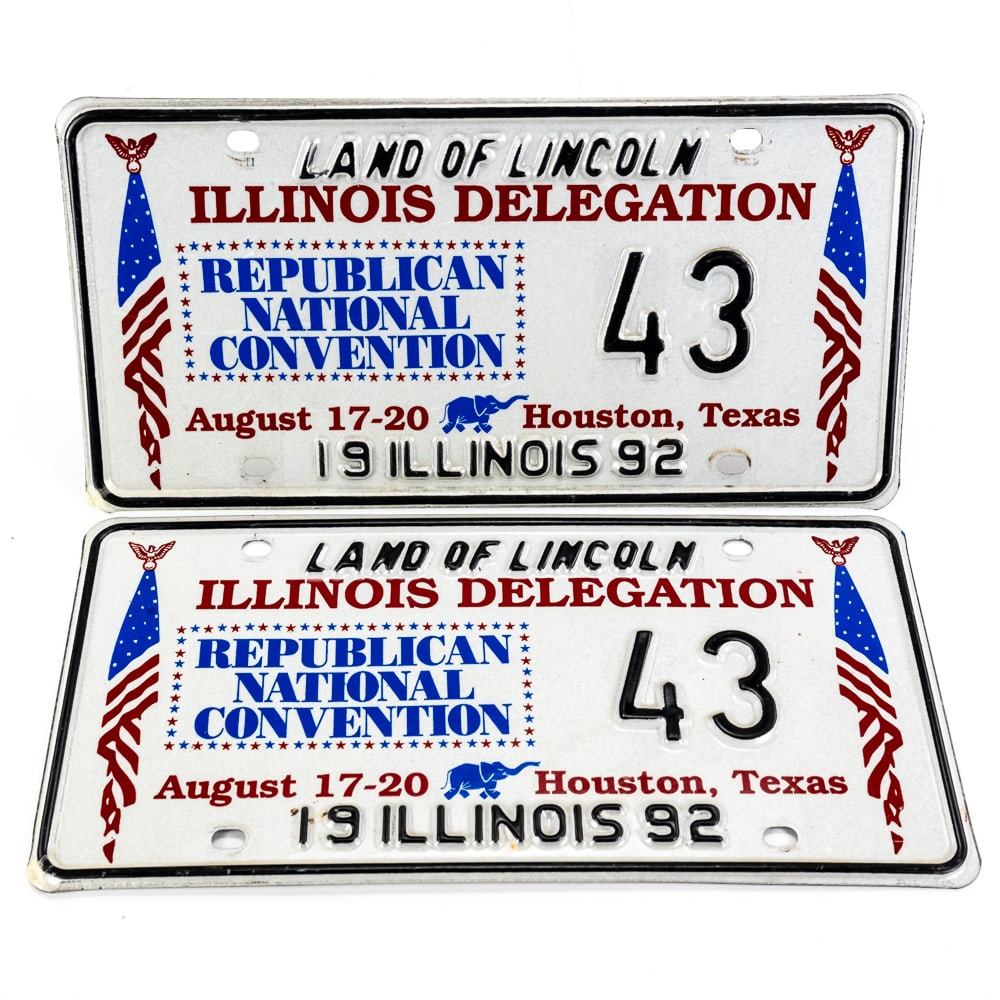 LAND OF LINCOLN
ILLINOIS DELEGATION
REPUBLICAN
NATIONAL
CONVENTION
43
August 17-20 Houston, Texas
19 ILLINOIS 92
LAND OF LINCOLN
ILLINOIS DELEGATION
REPUBLICAN
NATIONAL
CONVENTION
43
August 17-20 Houston, Texas
19 ILLINOIS 92